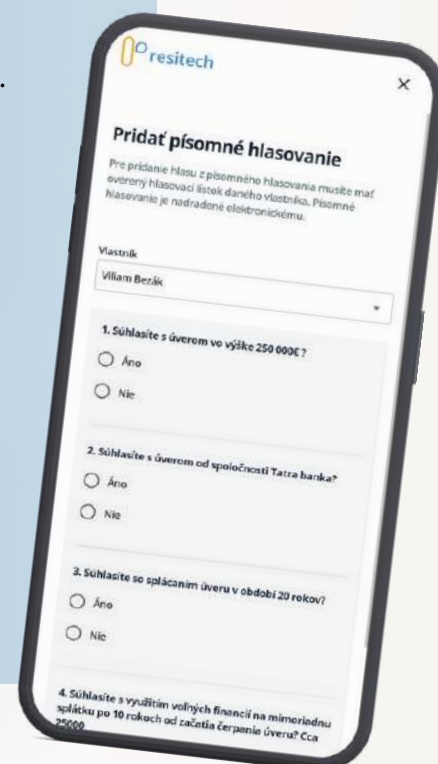 resitech
Pridať písomné hlasovanie
Pre pridanie hlasu z písomného hlasovania musíte mať
overený hlasovací lístok daného vlastníka. Písomné
hlasovanie je nadradené elektronickému.
Vlastník
Viliam Bezák
1. Súhlasíte s úverom vo výške 250 000€ ?
Áno
Nie
2. Súhlasíte s úverom od spoločnosti Tatra banka?
Áno
Nie
3. Súhlasíte so splácaním úveru v období 20 rokov?
Áno
Nie
4. Súhlasíte s využitím voľných financií na mimoriadnu
splátku po 10 rokoch od začatia čerpania úveru? Cca
25000